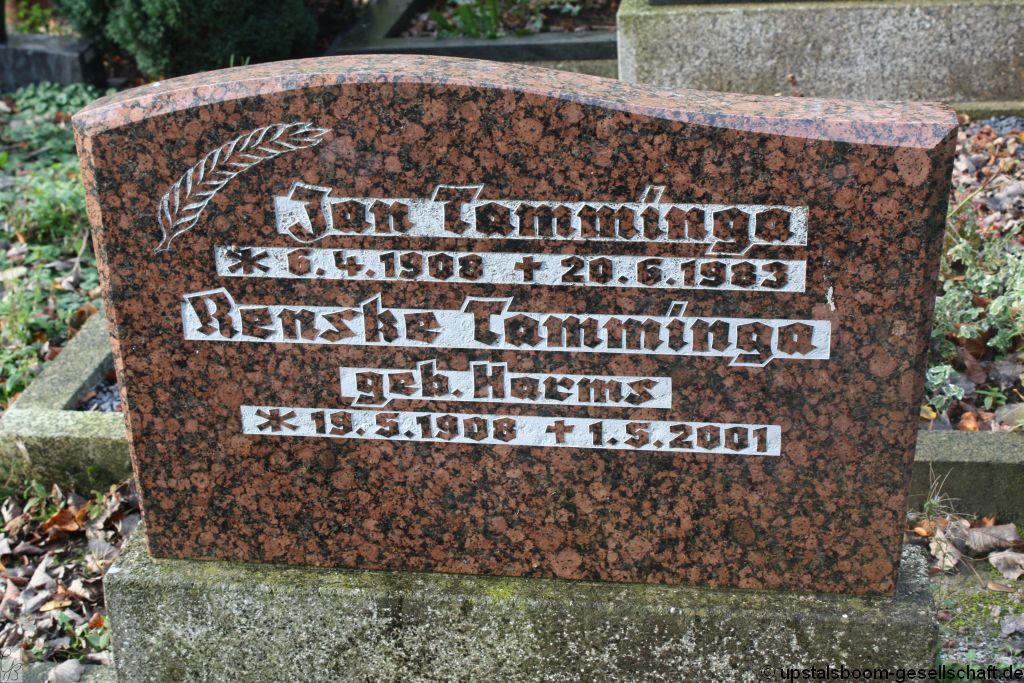 Jan Tamminga
* 6.4.1908 ✝ 20.6.1983
Renske Tamminga
geb. Harms
* 19.5.1908 ✝ 1.5.2001
© upstalsboom-gesellschaft.de